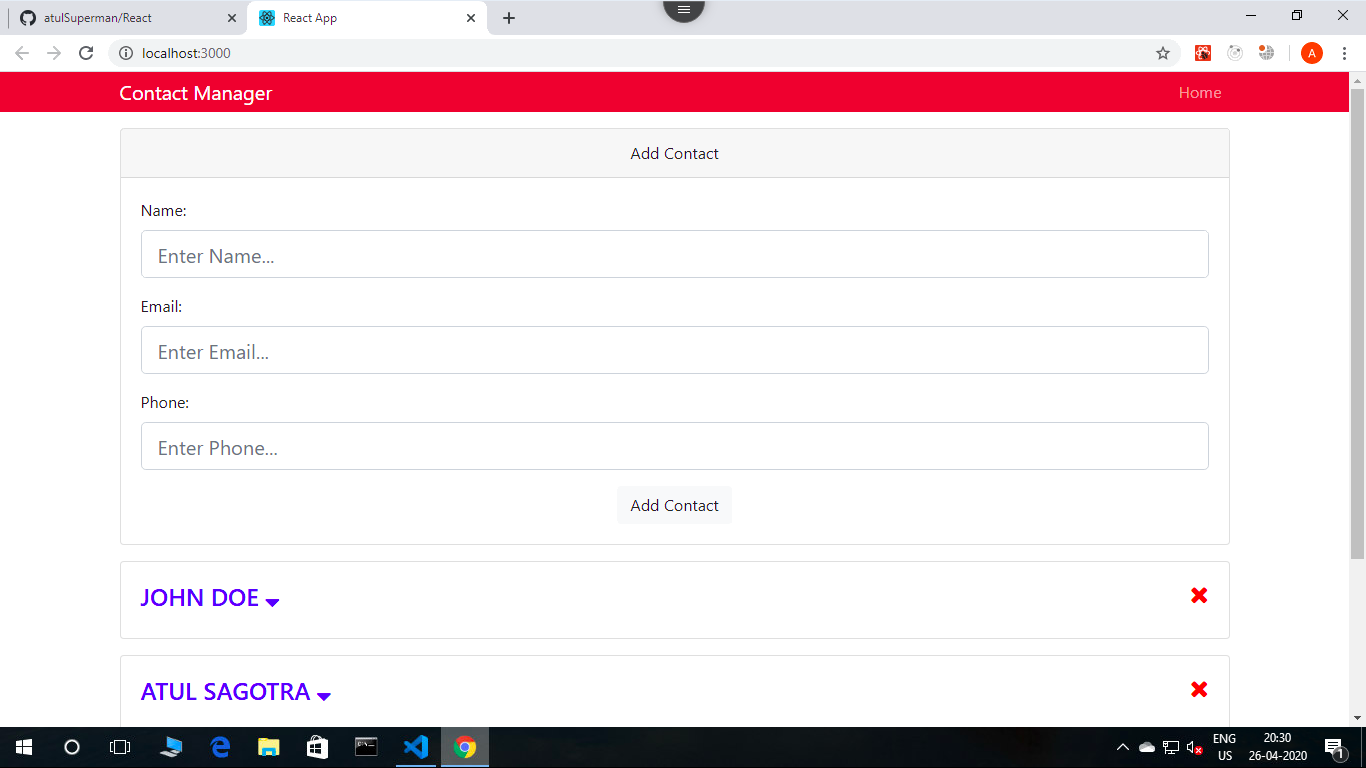 atulSuperman/React
React App
localhost:3000
A
Contact Manager
Home
Add Contact
Name:
Enter Name...
Email:
Enter Email...
Phone:
Enter Phone...
Add Contact
JOHN DOE
ATUL SAGOTRA
ENG
US
20:30
26-04-2020
1